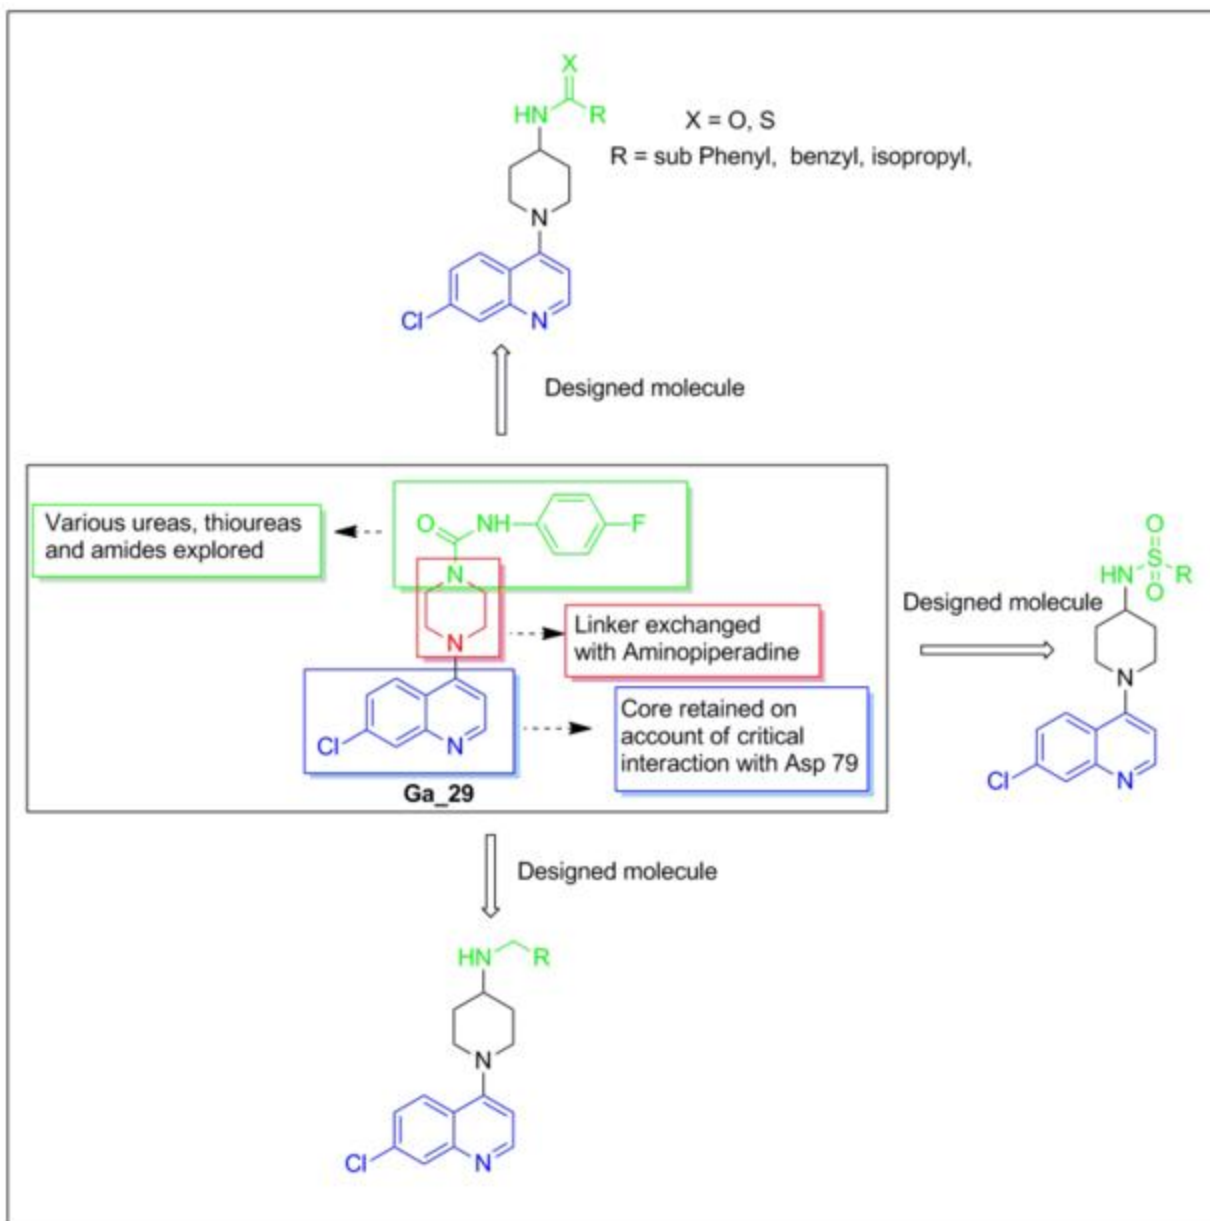 X
HN
R
X = O, S
R = sub Phenyl, benzyl, isopropyl,
N
Cl
N
Designed molecule
Various ureas, thioureas
and amides explored
O
NH
F
N
N
Linker exchanged
with Aminopiperadine
Cl
N
Core retained on
account of critical
interaction with Asp 79
Ga_29
Designed molecule
O
HN
S
R
O
N
Cl
N
Designed molecule
HN
R
N
Cl
N